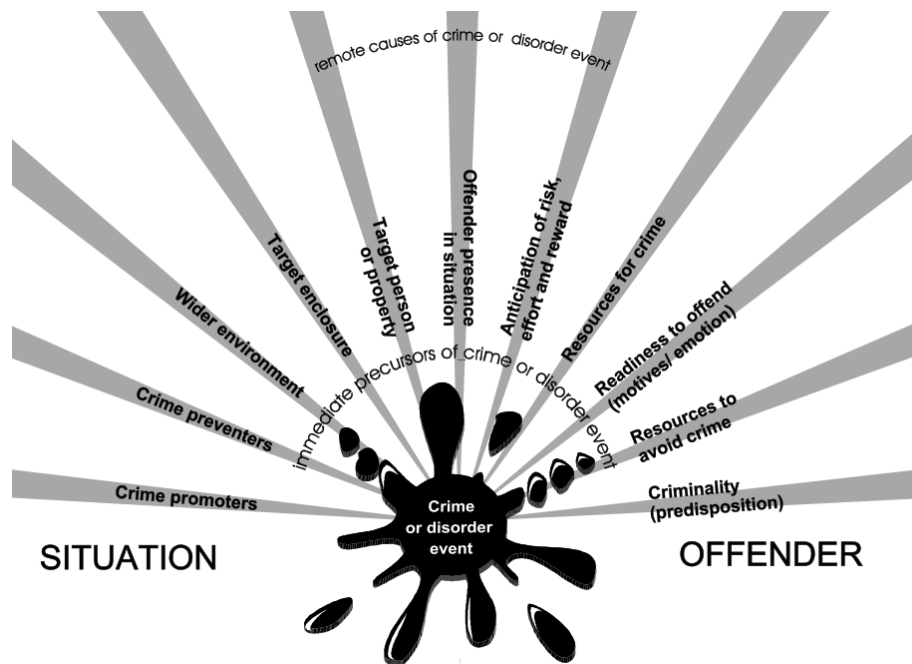 remote causes of crime or disorder event
Crime promoters
Crime preventers
Wider environment
Target enclosure
Target person
or property
Offender presence
in situation
Anticipation of risk,
effort and reward
Resources for crime
Readiness to offend
(motives/ emotion)
Resources to
avoid crime
Criminality
(predisposition)
immediate precursors of crime or disorder event
Crime
or disorder
event
SITUATION
OFFENDER